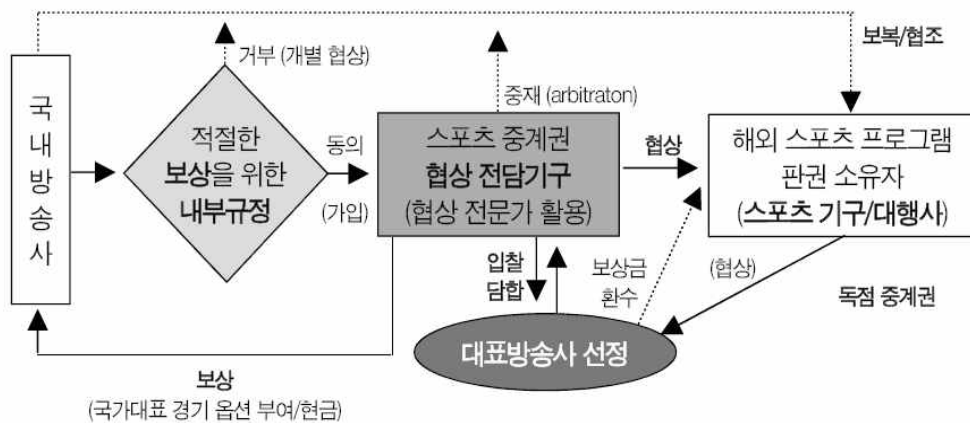 보복/협조
거부 (개별 협상)
중재 (arbitraton)
국내방송사
적절한
보상을 위한
내부규정
동의
(가입)
스포츠 중계권
협상 전담기구
(협상 전문가 활용)
협상
해외 스포츠 프로그램
판권 소유자
(스포츠 기구/대행사)
입찰
담합
보상금
환수
(협상)
독점 중계권
대표방송사 선정
보상
(국가대표 경기 옵션 부여/현금)